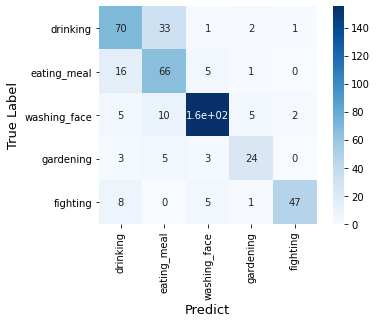 drinking 70 33 1 2 1
eating_meal 16 66 5 1 0
washing_face 5 10 1.6e+02 5 2
gardening 3 5 3 24 0
fighting 8 0 5 1 47
drinking eating_meal washing_face gardening fighting
True Label
Predict
140
120
100
80
60
40
20
0